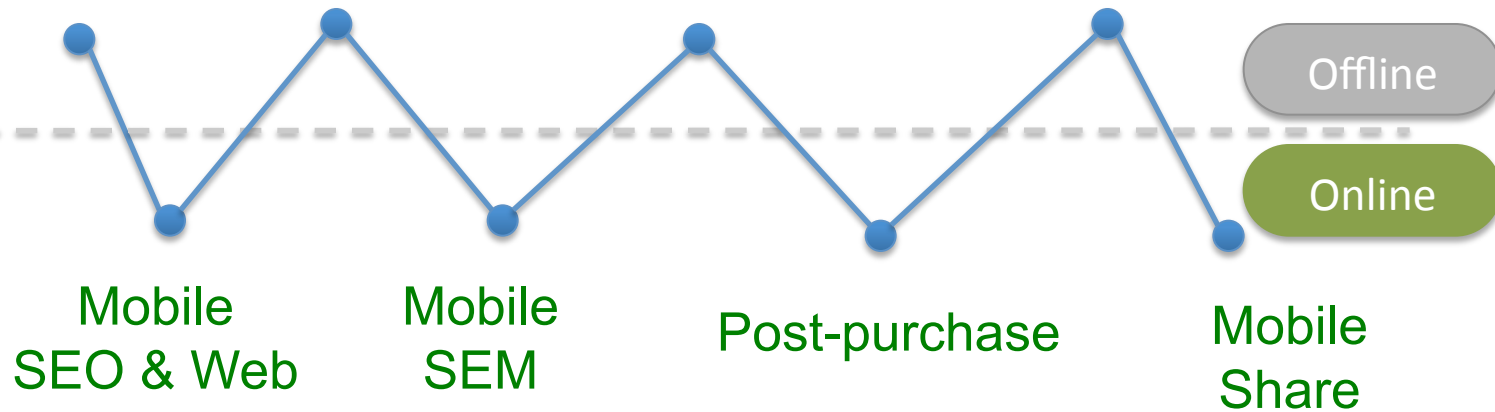 Offline
Online
Mobile
SEO & Web
Mobile
SEM
Post-purchase
Mobile
Share